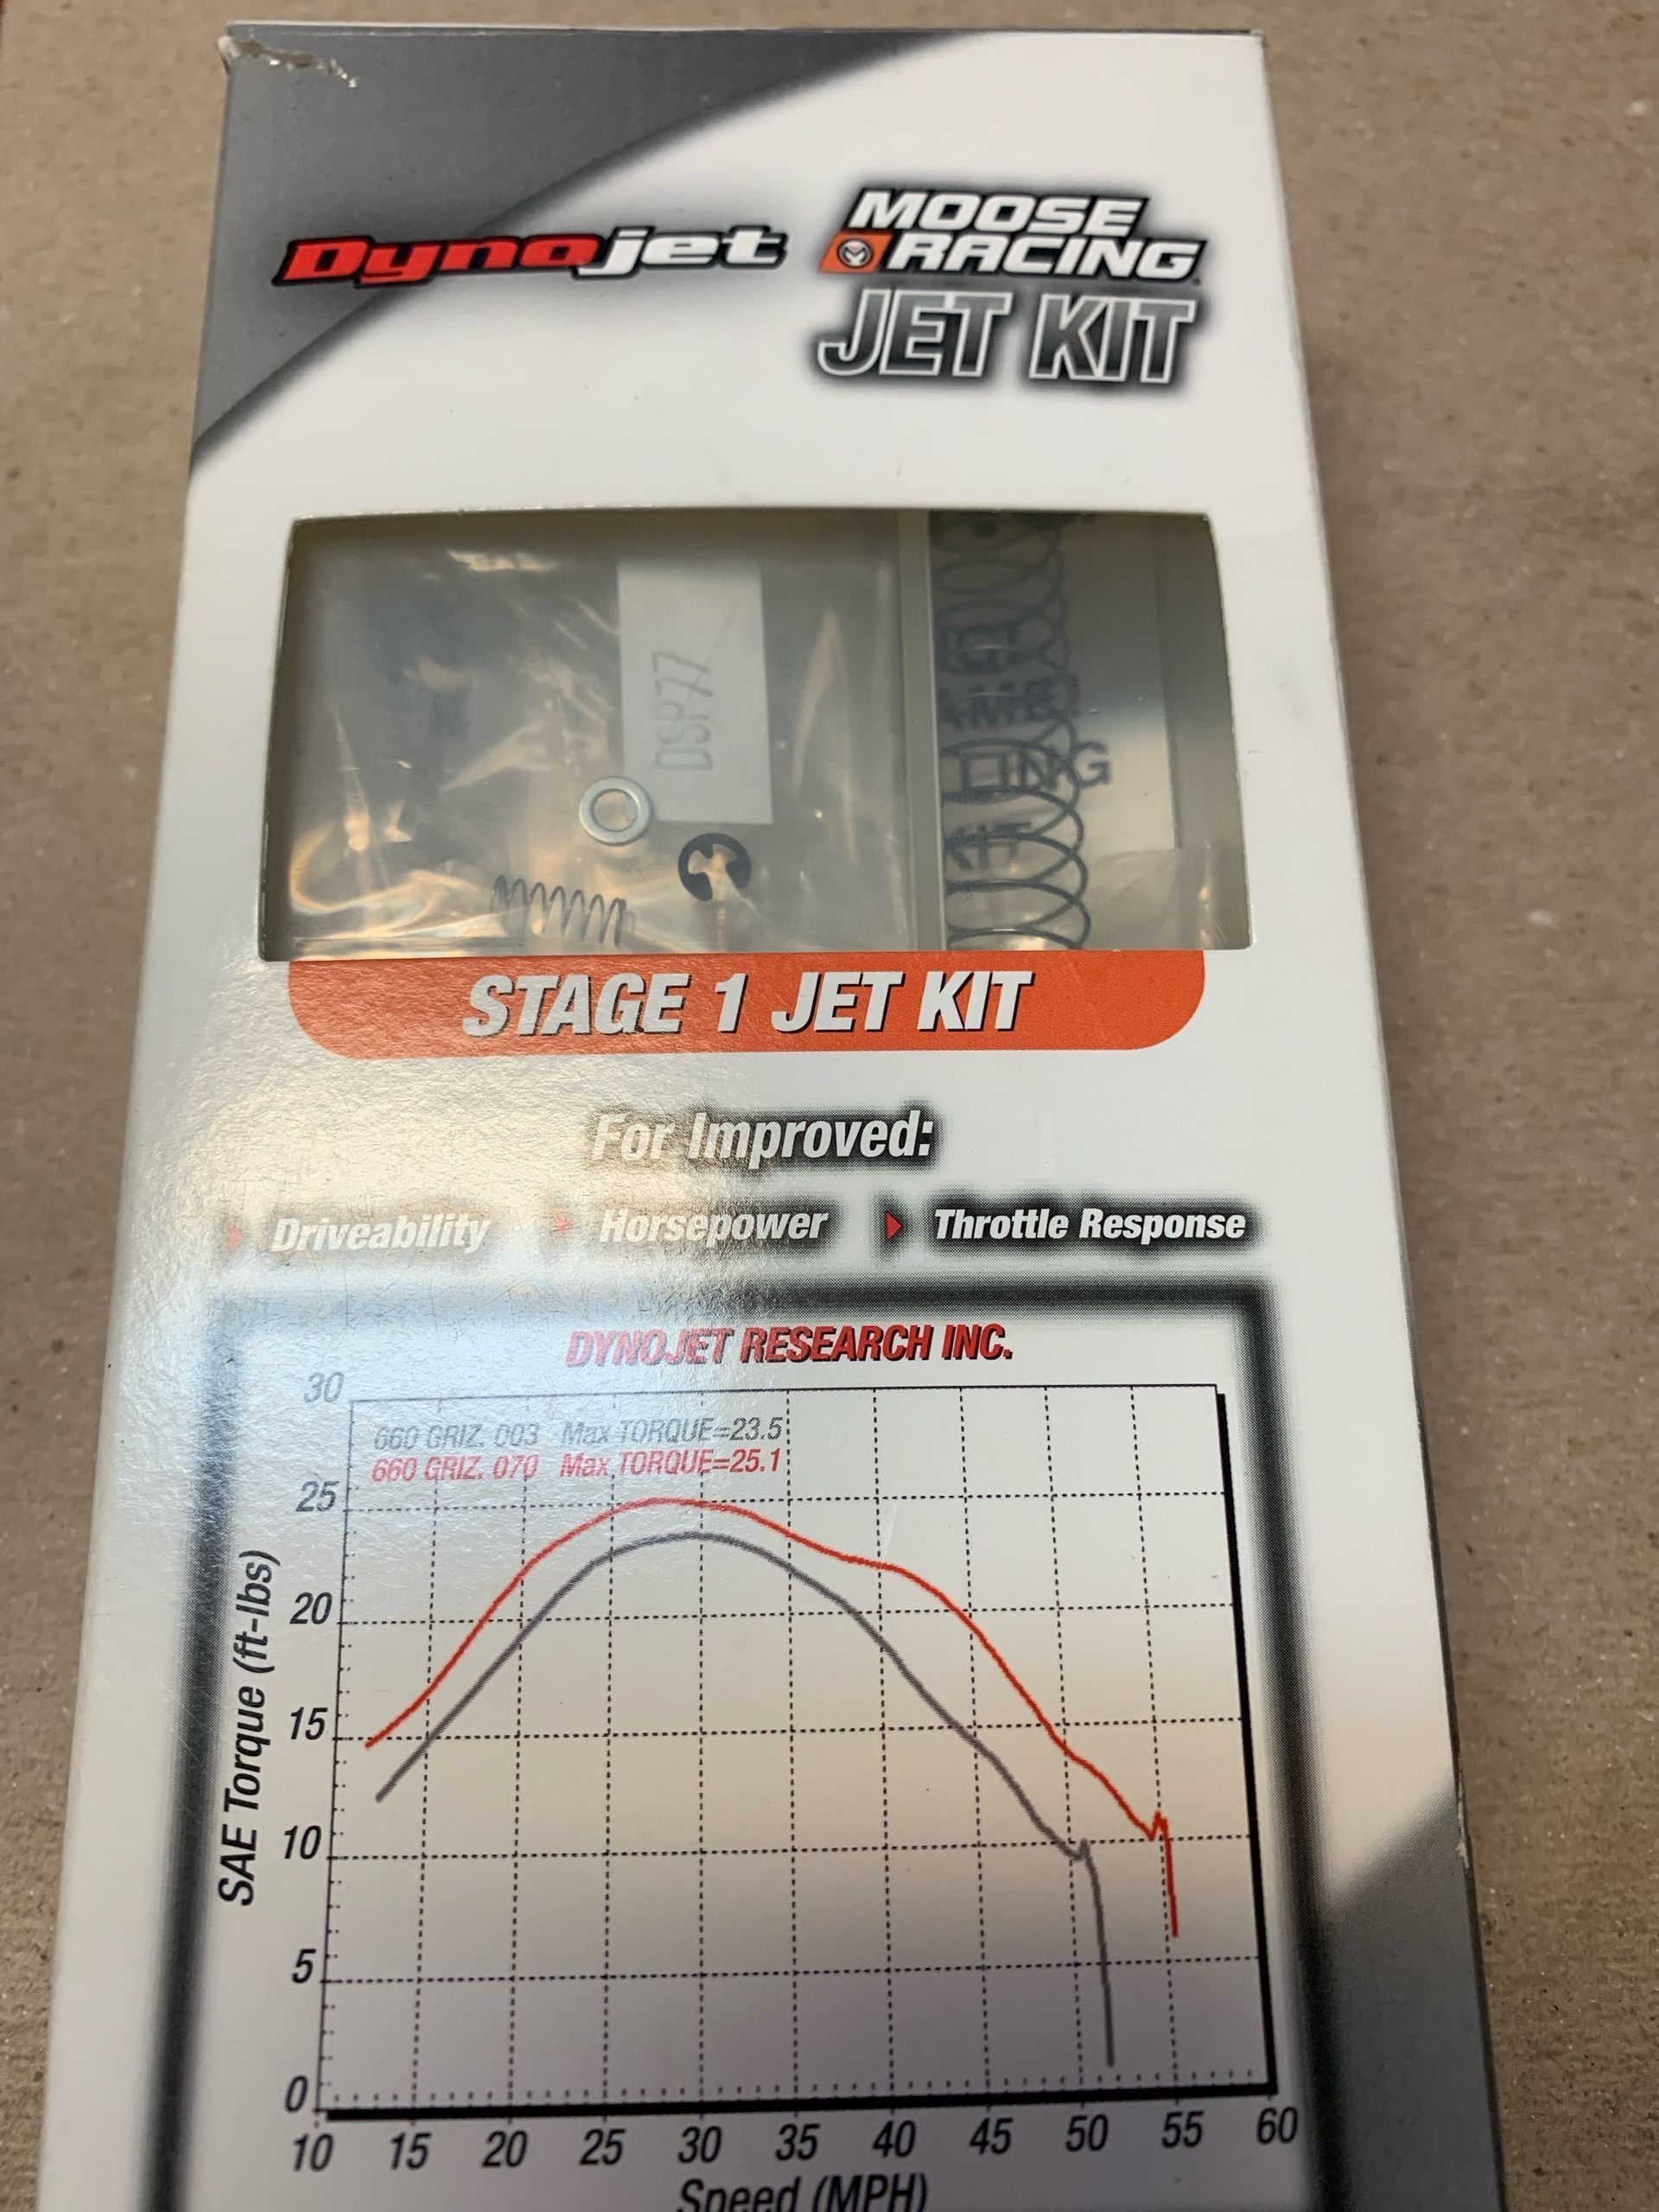 Dynojet
MOOSE
RACING
JET KIT
DSP77
STAGE 1 JET KIT
For Improved:
Driveability Horsepower Throttle Response
DYNOJET RESEARCH INC.
660 GRIZ. 003 Max TORQUE=23.5
660 GRIZ. 070 Max TORQUE=25.1
SAE Torque (ft-lbs)
30
25
20
15
10
5
0
10 15 20 25 30 35 40 45 50 55 60
Speed (MPH)